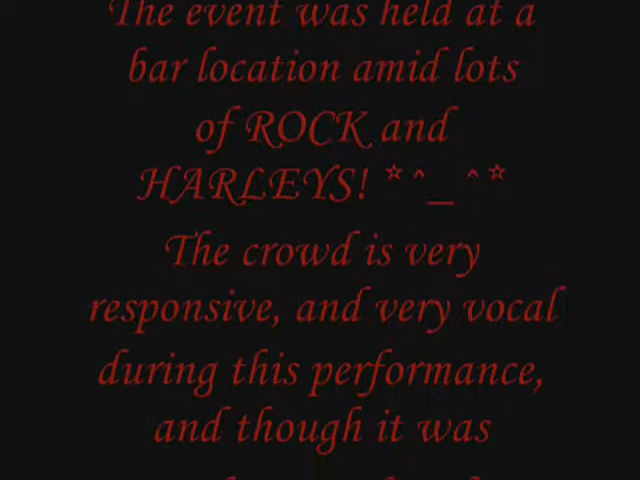 The event was held at a
bar location amid lots
of ROCK and
HARLEYS! *^_^*
The crowd is very
responsive, and very vocal
during this performance,
and though it was